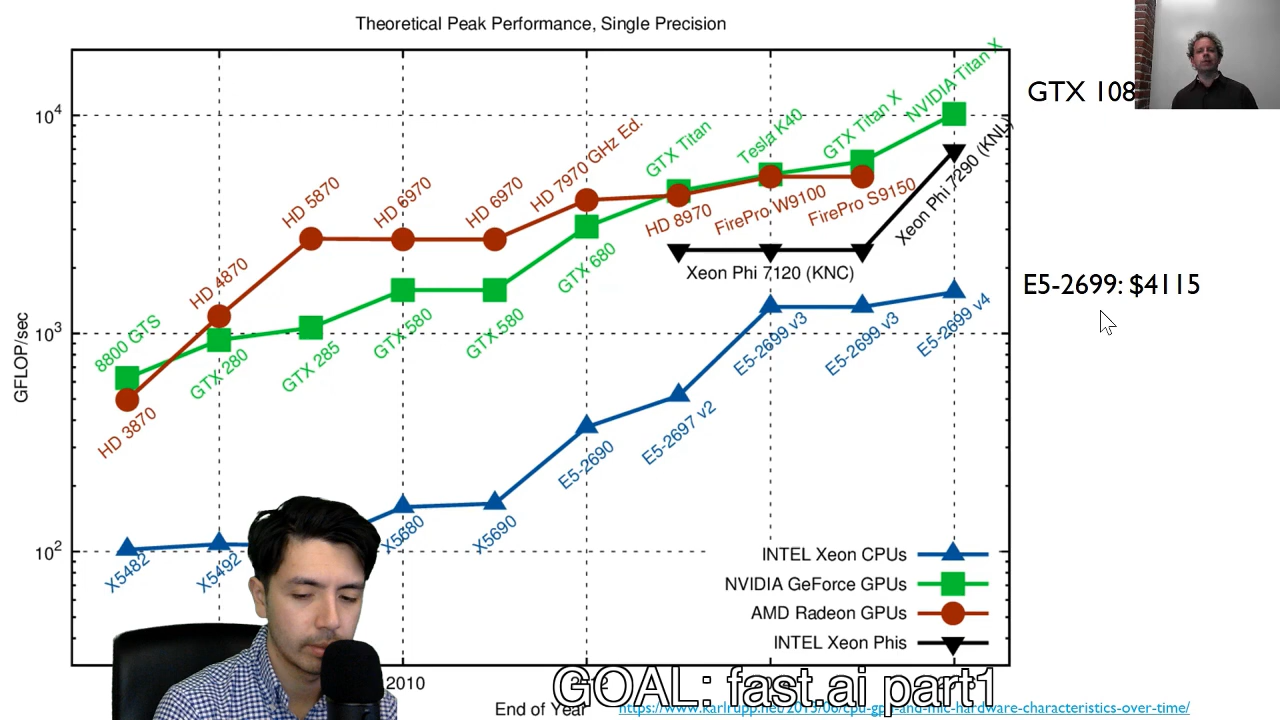 Theoretical Peak Performance, Single Precision
GTX 108
E5-2699: $4115
GFLOP/sec
10^4
10^3
10^2
8800 GTS
GTX 280
GTX 285
GTX 580
GTX 580
GTX 680
GTX Titan
Tesla K40
GTX Titan X
NVIDIA Titan X
HD 3870
HD 4870
HD 5870
HD 6970
HD 6970
HD 7970 GHz Ed.
HD 8970
FirePro W9100
FirePro S9150
Xeon Phi 7120 (KNC)
Xeon Phi 7290 (KNL)
X5482
X5492
X5680
X5690
E5-2690
E5-2697 v2
E5-2699 v3
E5-2699 v3
E5-2699 v4
INTEL Xeon CPUs
NVIDIA GeForce GPUs
AMD Radeon GPUs
INTEL Xeon Phis
2010
GOAL: fast.ai part1
End of Year